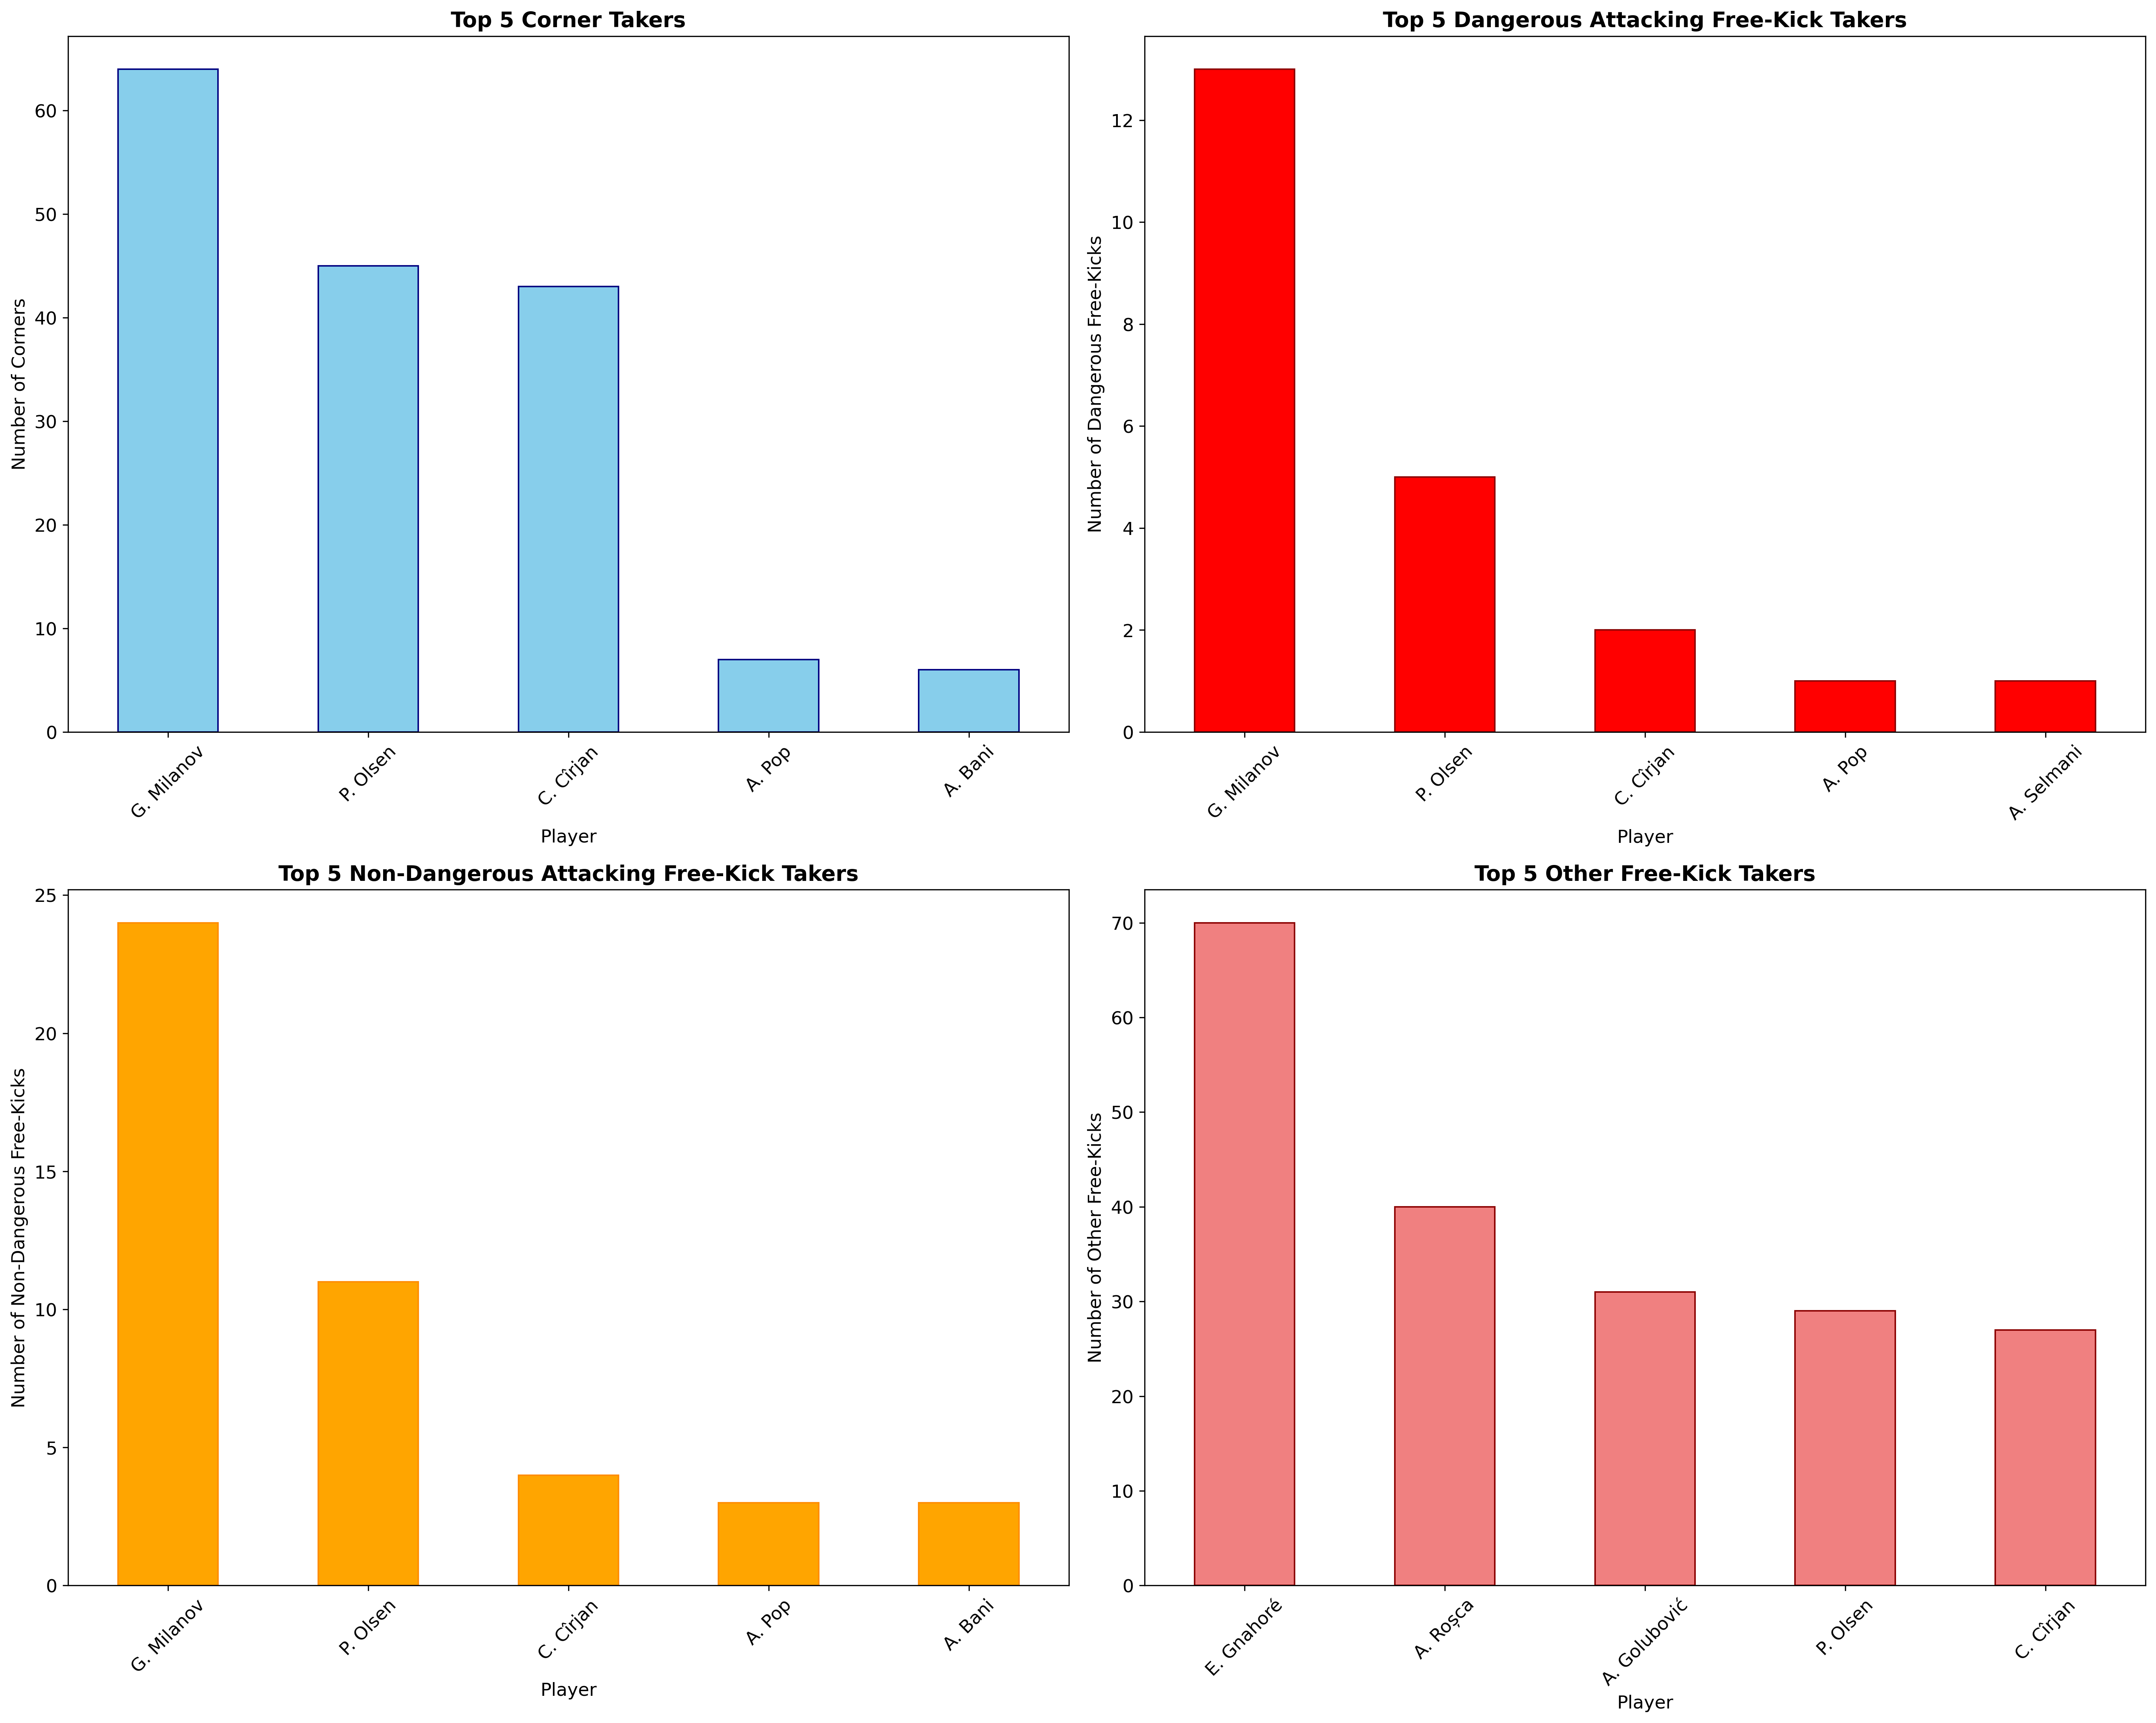 Top 5 Corner Takers
Number of Corners
60
50
40
30
20
10
0
G. Milanov
P. Olsen
C. Cîrjan
A. Pop
A. Bani
Player
Top 5 Dangerous Attacking Free-Kick Takers
Number of Dangerous Free-Kicks
12
10
8
6
4
2
0
G. Milanov
P. Olsen
C. Cîrjan
A. Pop
A. Selmani
Player
Top 5 Non-Dangerous Attacking Free-Kick Takers
Number of Non-Dangerous Free-Kicks
25
20
15
10
5
0
G. Milanov
P. Olsen
C. Cîrjan
A. Pop
A. Bani
Player
Top 5 Other Free-Kick Takers
Number of Other Free-Kicks
70
60
50
40
30
20
10
0
E. Gnahoré
A. Roșca
A. Golubović
P. Olsen
C. Cîrjan
Player